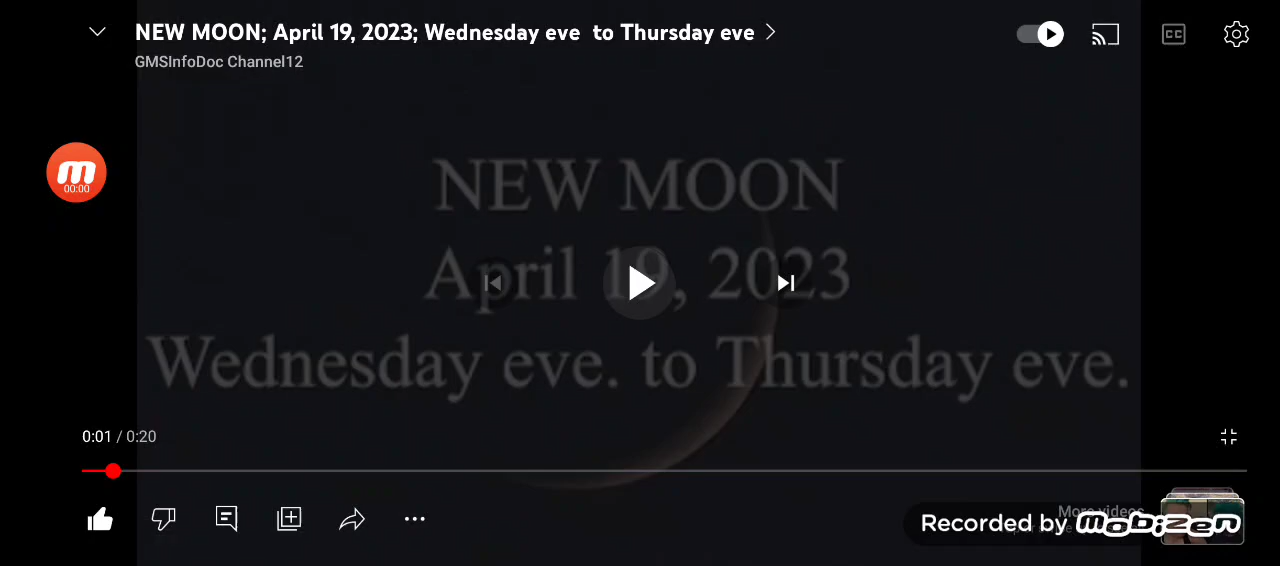 NEW MOON; April 19, 2023; Wednesday eve to Thursday eve
GMSInfoDoc Channel12
CC
m
00:00
NEW MOON
April 19, 2023
Wednesday eve. to Thursday eve.
0:01 / 0:20
More videos
Recorded by mobizen